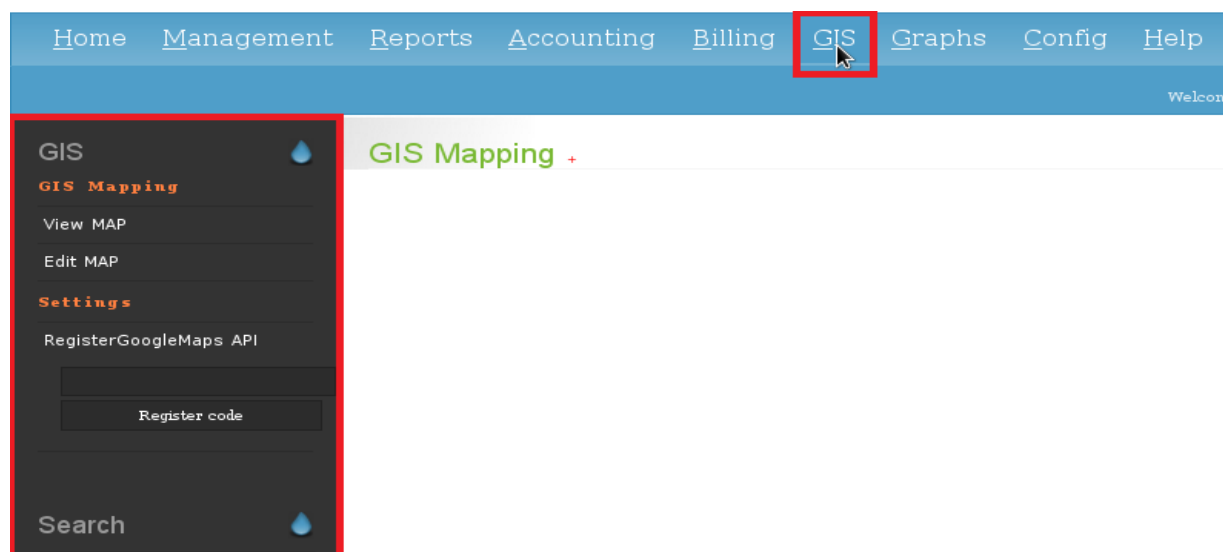 Home Management Reports Accounting Billing GIS Graphs Config Help
GIS
GIS Mapping
View MAP
Edit MAP
Settings
RegisterGoogleMaps API
Register code
Search
GIS Mapping +